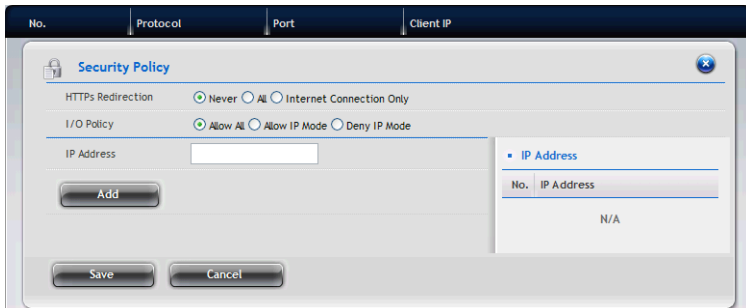 No. Protocol Port Client IP
Security Policy
HTTPs Redirection Never All Internet Connection Only
I/O Policy Allow All Allow IP Mode Deny IP Mode
IP Address
Add
IP Address
No. IP Address
N/A
Save Cancel